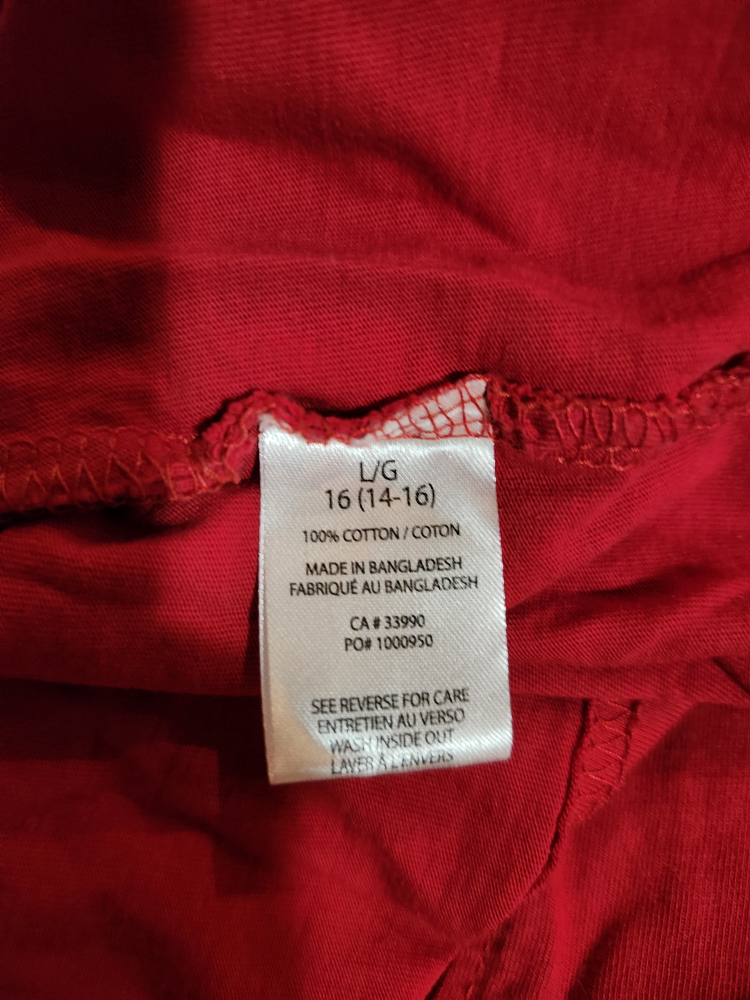 L/G
16 (14-16)
100% COTTON / COTON
MADE IN BANGLADESH
FABRIQUÉ AU BANGLADESH
CA # 33990
PO# 1000950
SEE REVERSE FOR CARE
ENTRETIEN AU VERSO
WASH INSIDE OUT
LAVER À L'ENVERS